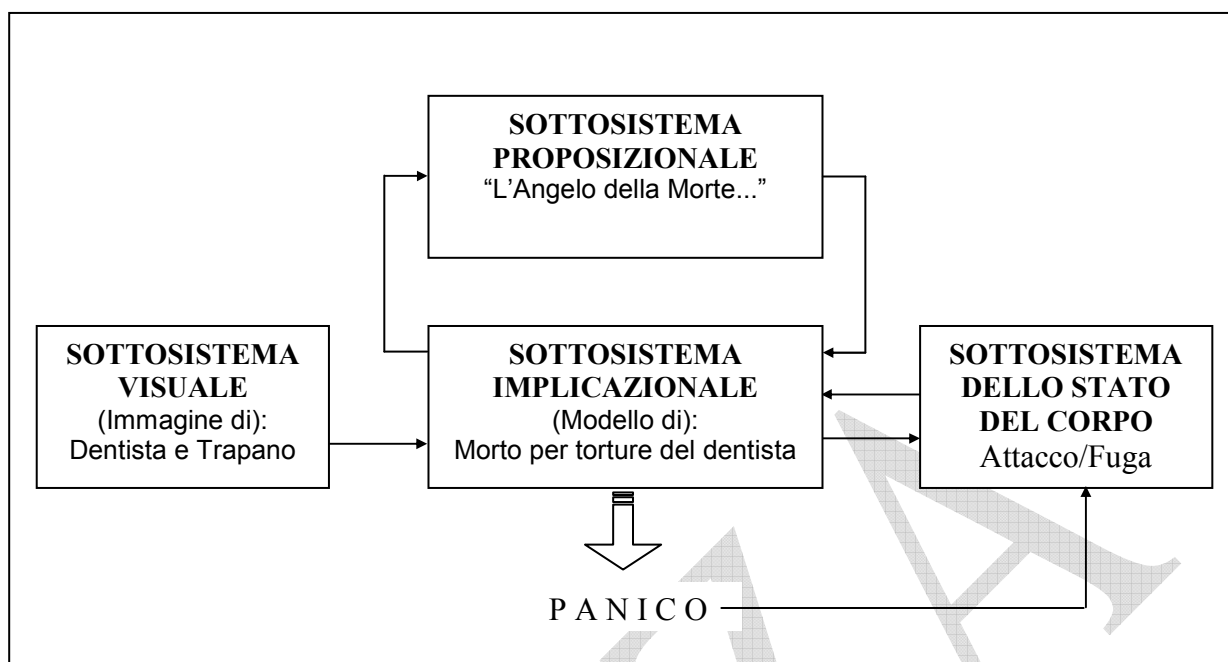 SOTTOSISTEMA
PROPOSIZIONALE
“L’Angelo della Morte...”
SOTTOSISTEMA
VISUALE
(Immagine di):
Dentista e Trapano
SOTTOSISTEMA
IMPLICAZIONALE
(Modello di):
Morto per torture del dentista
SOTTOSISTEMA
DELLO STATO
DEL CORPO
Attacco/Fuga
P A N I C O